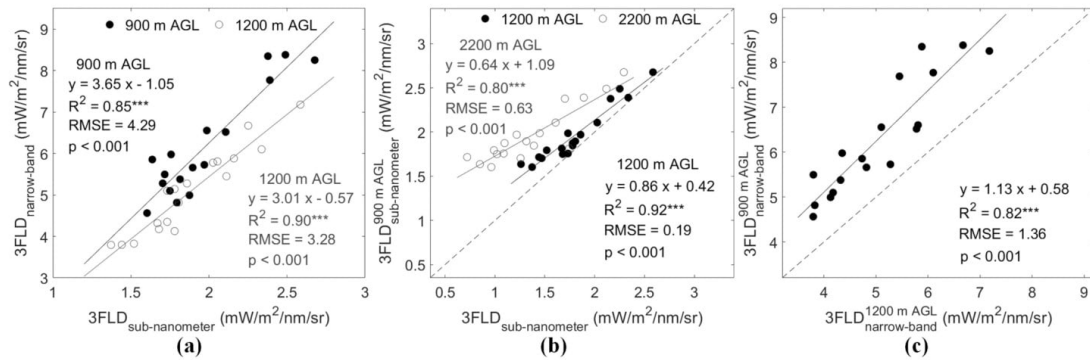 ● 900 m AGL ○ 1200 m AGL
900 m AGL
y = 3.65 x - 1.05
R² = 0.85***
RMSE = 4.29
p < 0.001
1200 m AGL
y = 3.01 x - 0.57
R² = 0.90***
RMSE = 3.28
p < 0.001
3FLD narrow-band (mW/m²/nm/sr)
9
8
7
6
5
4
3
1
1.5
2
2.5
3
3FLD sub-nanometer (mW/m²/nm/sr)
(a)
● 1200 m AGL ○ 2200 m AGL
2200 m AGL
y = 0.64 x + 1.09
R² = 0.80***
RMSE = 0.63
p < 0.001
1200 m AGL
y = 0.86 x + 0.42
R² = 0.92***
RMSE = 0.19
p < 0.001
3FLD 900 m AGL sub-nanometer (mW/m²/nm/sr)
3
2.5
2
1.5
1
0.5
0.5
1
1.5
2
2.5
3
3FLD sub-nanometer (mW/m²/nm/sr)
(b)
y = 1.13 x + 0.58
R² = 0.82***
RMSE = 1.36
p < 0.001
3FLD 900 m AGL narrow-band (mW/m²/nm/sr)
9
8
7
6
5
4
4
5
6
7
8
9
3FLD 1200 m AGL narrow-band (mW/m²/nm/sr)
(c)